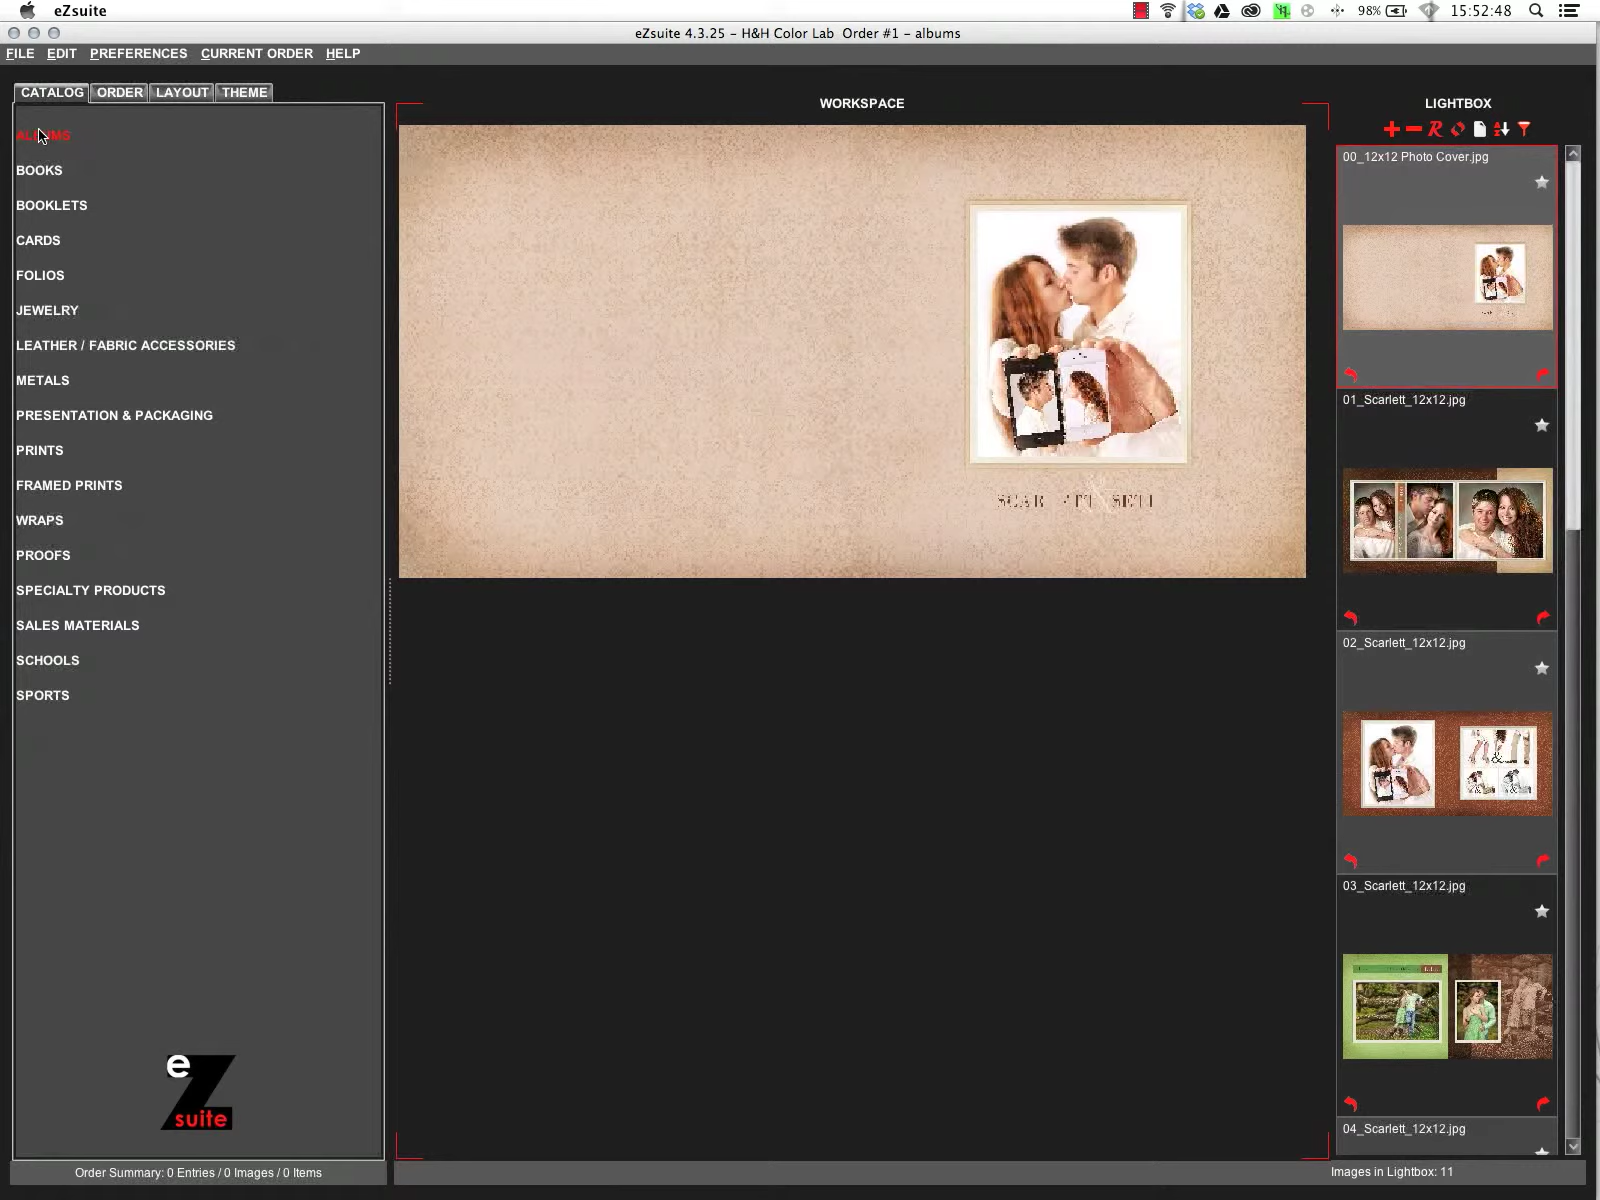 eZsuite
98%
15:52:48
eZsuite 4.3.25 – H&H Color Lab Order #1 – albums
FILE EDIT PREFERENCES CURRENT ORDER HELP
CATALOG ORDER LAYOUT THEME
ALBUMS
BOOKS
BOOKLETS
CARDS
FOLIOS
JEWELRY
LEATHER / FABRIC ACCESSORIES
METALS
PRESENTATION & PACKAGING
PRINTS
FRAMED PRINTS
WRAPS
PROOFS
SPECIALTY PRODUCTS
SALES MATERIALS
SCHOOLS
SPORTS
eZ
suite
Order Summary: 0 Entries / 0 Images / 0 Items
WORKSPACE
LIGHTBOX
00_12x12 Photo Cover.jpg
01_Scarlett_12x12.jpg
02_Scarlett_12x12.jpg
03_Scarlett_12x12.jpg
04_Scarlett_12x12.jpg
Images in Lightbox: 11